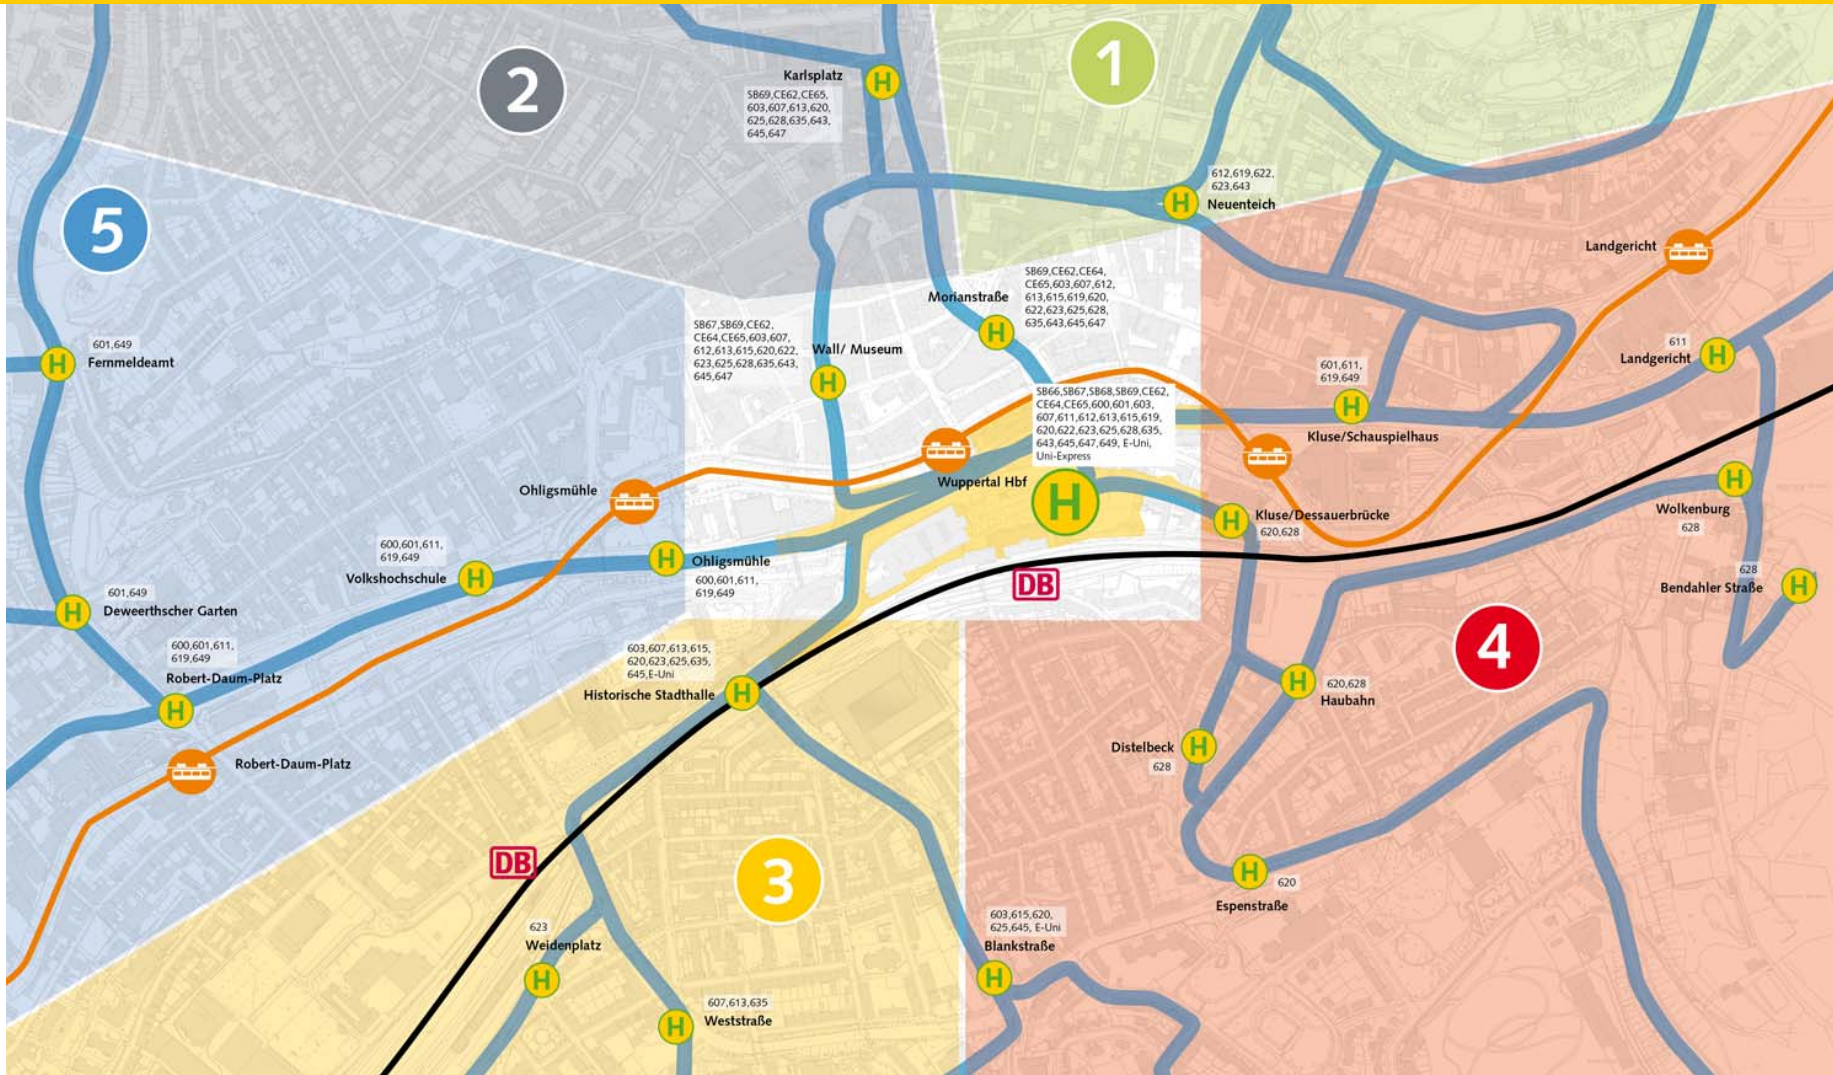 1
2
Karlsplatz
H
SB69,CE62,CE65,
603,607,613,620,
625,628,635,643,
645,647
612,619,622,
623,643
H
Neuenteich
5
Landgericht
SB69,CE62,CE64,
CE65,603,607,612,
613,615,619,620,
622,623,625,628,
635,643,645,647
Morianstraße
H
SB67,SB69,CE62,
CE64,CE65,603,607,
612,613,615,620,622,
623,625,628,635,643,
645,647
Wall/ Museum
H
601,649
H
Fernmeldeamt
611
Landgericht
H
601,611,
619,649
H
Kluse/Schauspielhaus
SB66,SB67,SB68,SB69,CE62,
CE64,CE65,600,601,603,
607,611,612,613,615,619,
620,622,623,625,628,635,
643,645,647,649, E-Uni,
Uni-Express
Wuppertal Hbf
H
Ohligsmühle
H
Kluse/Dessauerbrücke
620,628
H
Wolkenburg
628
600,601,611,
619,649
Volkshochschule
H
H
Ohligsmühle
600,601,611,
619,649
DB
628
Bendahler Straße
H
601,649
H
Deweerthscher Garten
4
600,601,611,
619,649
Robert-Daum-Platz
H
603,607,613,615,
620,623,625,635,
645,E-Uni
Historische Stadthalle
H
H
620,628
Haubahn
Robert-Daum-Platz
Distelbeck
H
628
DB
3
H
620
Espenstraße
623
Weidenplatz
H
603,615,620,
625,645, E-Uni
Blankstraße
H
607,613,635
H
Weststraße